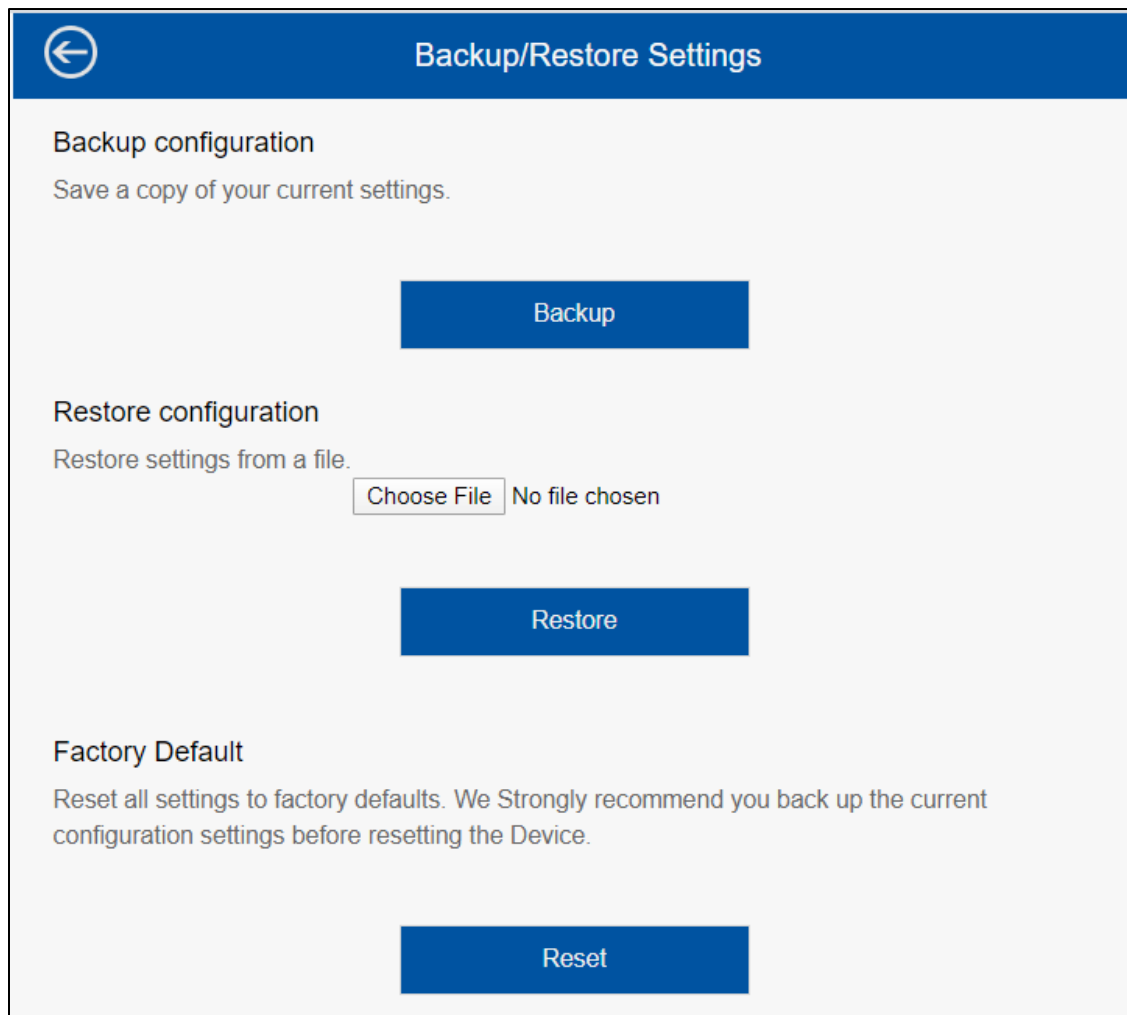 Backup/Restore Settings
Backup configuration
Save a copy of your current settings.
Backup
Restore configuration
Restore settings from a file.
Choose File No file chosen
Restore
Factory Default
Reset all settings to factory defaults. We Strongly recommend you back up the current
configuration settings before resetting the Device.
Reset